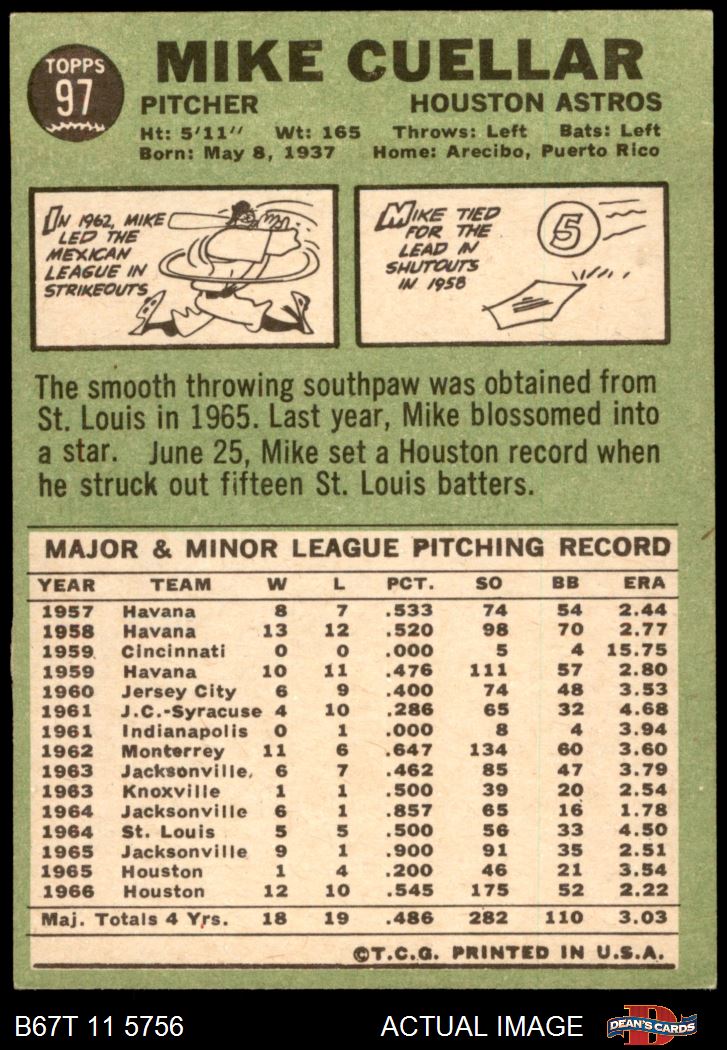 TOPPS
97
MIKE CUELLAR
PITCHER HOUSTON ASTROS
Ht: 5'11" Wt: 165 Throws: Left Bats: Left
Born: May 8, 1937 Home: Arecibo, Puerto Rico
IN 1962, MIKE
LED THE
MEXICAN
LEAGUE IN
STRIKEOUTS
MIKE TIED
FOR THE
LEAD IN
SHUTOUTS
IN 1958
5
The smooth throwing southpaw was obtained from
St. Louis in 1965. Last year, Mike blossomed into
a star. June 25, Mike set a Houston record when
he struck out fifteen St. Louis batters.
MAJOR & MINOR LEAGUE PITCHING RECORD
YEAR TEAM W L PCT. SO BB ERA
1957 Havana 8 7 .533 74 54 2.44
1958 Havana 13 12 .520 98 70 2.77
1959 Cincinnati 0 0 .000 5 4 15.75
1959 Havana 10 11 .476 111 57 2.80
1960 Jersey City 6 9 .400 74 48 3.53
1961 J.C.-Syracuse 4 10 .286 65 32 4.68
1961 Indianapolis 0 1 .000 8 4 3.94
1962 Monterrey 11 6 .647 134 60 3.60
1963 Jacksonville 6 7 .462 85 47 3.79
1963 Knoxville 1 1 .500 39 20 2.54
1964 Jacksonville 6 1 .857 65 16 1.78
1964 St. Louis 5 5 .500 56 33 4.50
1965 Jacksonville 9 1 .900 91 35 2.51
1965 Houston 1 4 .200 46 21 3.54
1966 Houston 12 10 .545 175 52 2.22
Maj. Totals 4 Yrs. 18 19 .486 282 110 3.03
©T.C.G. PRINTED IN U.S.A.
B67T 11 5756 ACTUAL IMAGE DEAN'S CARDS